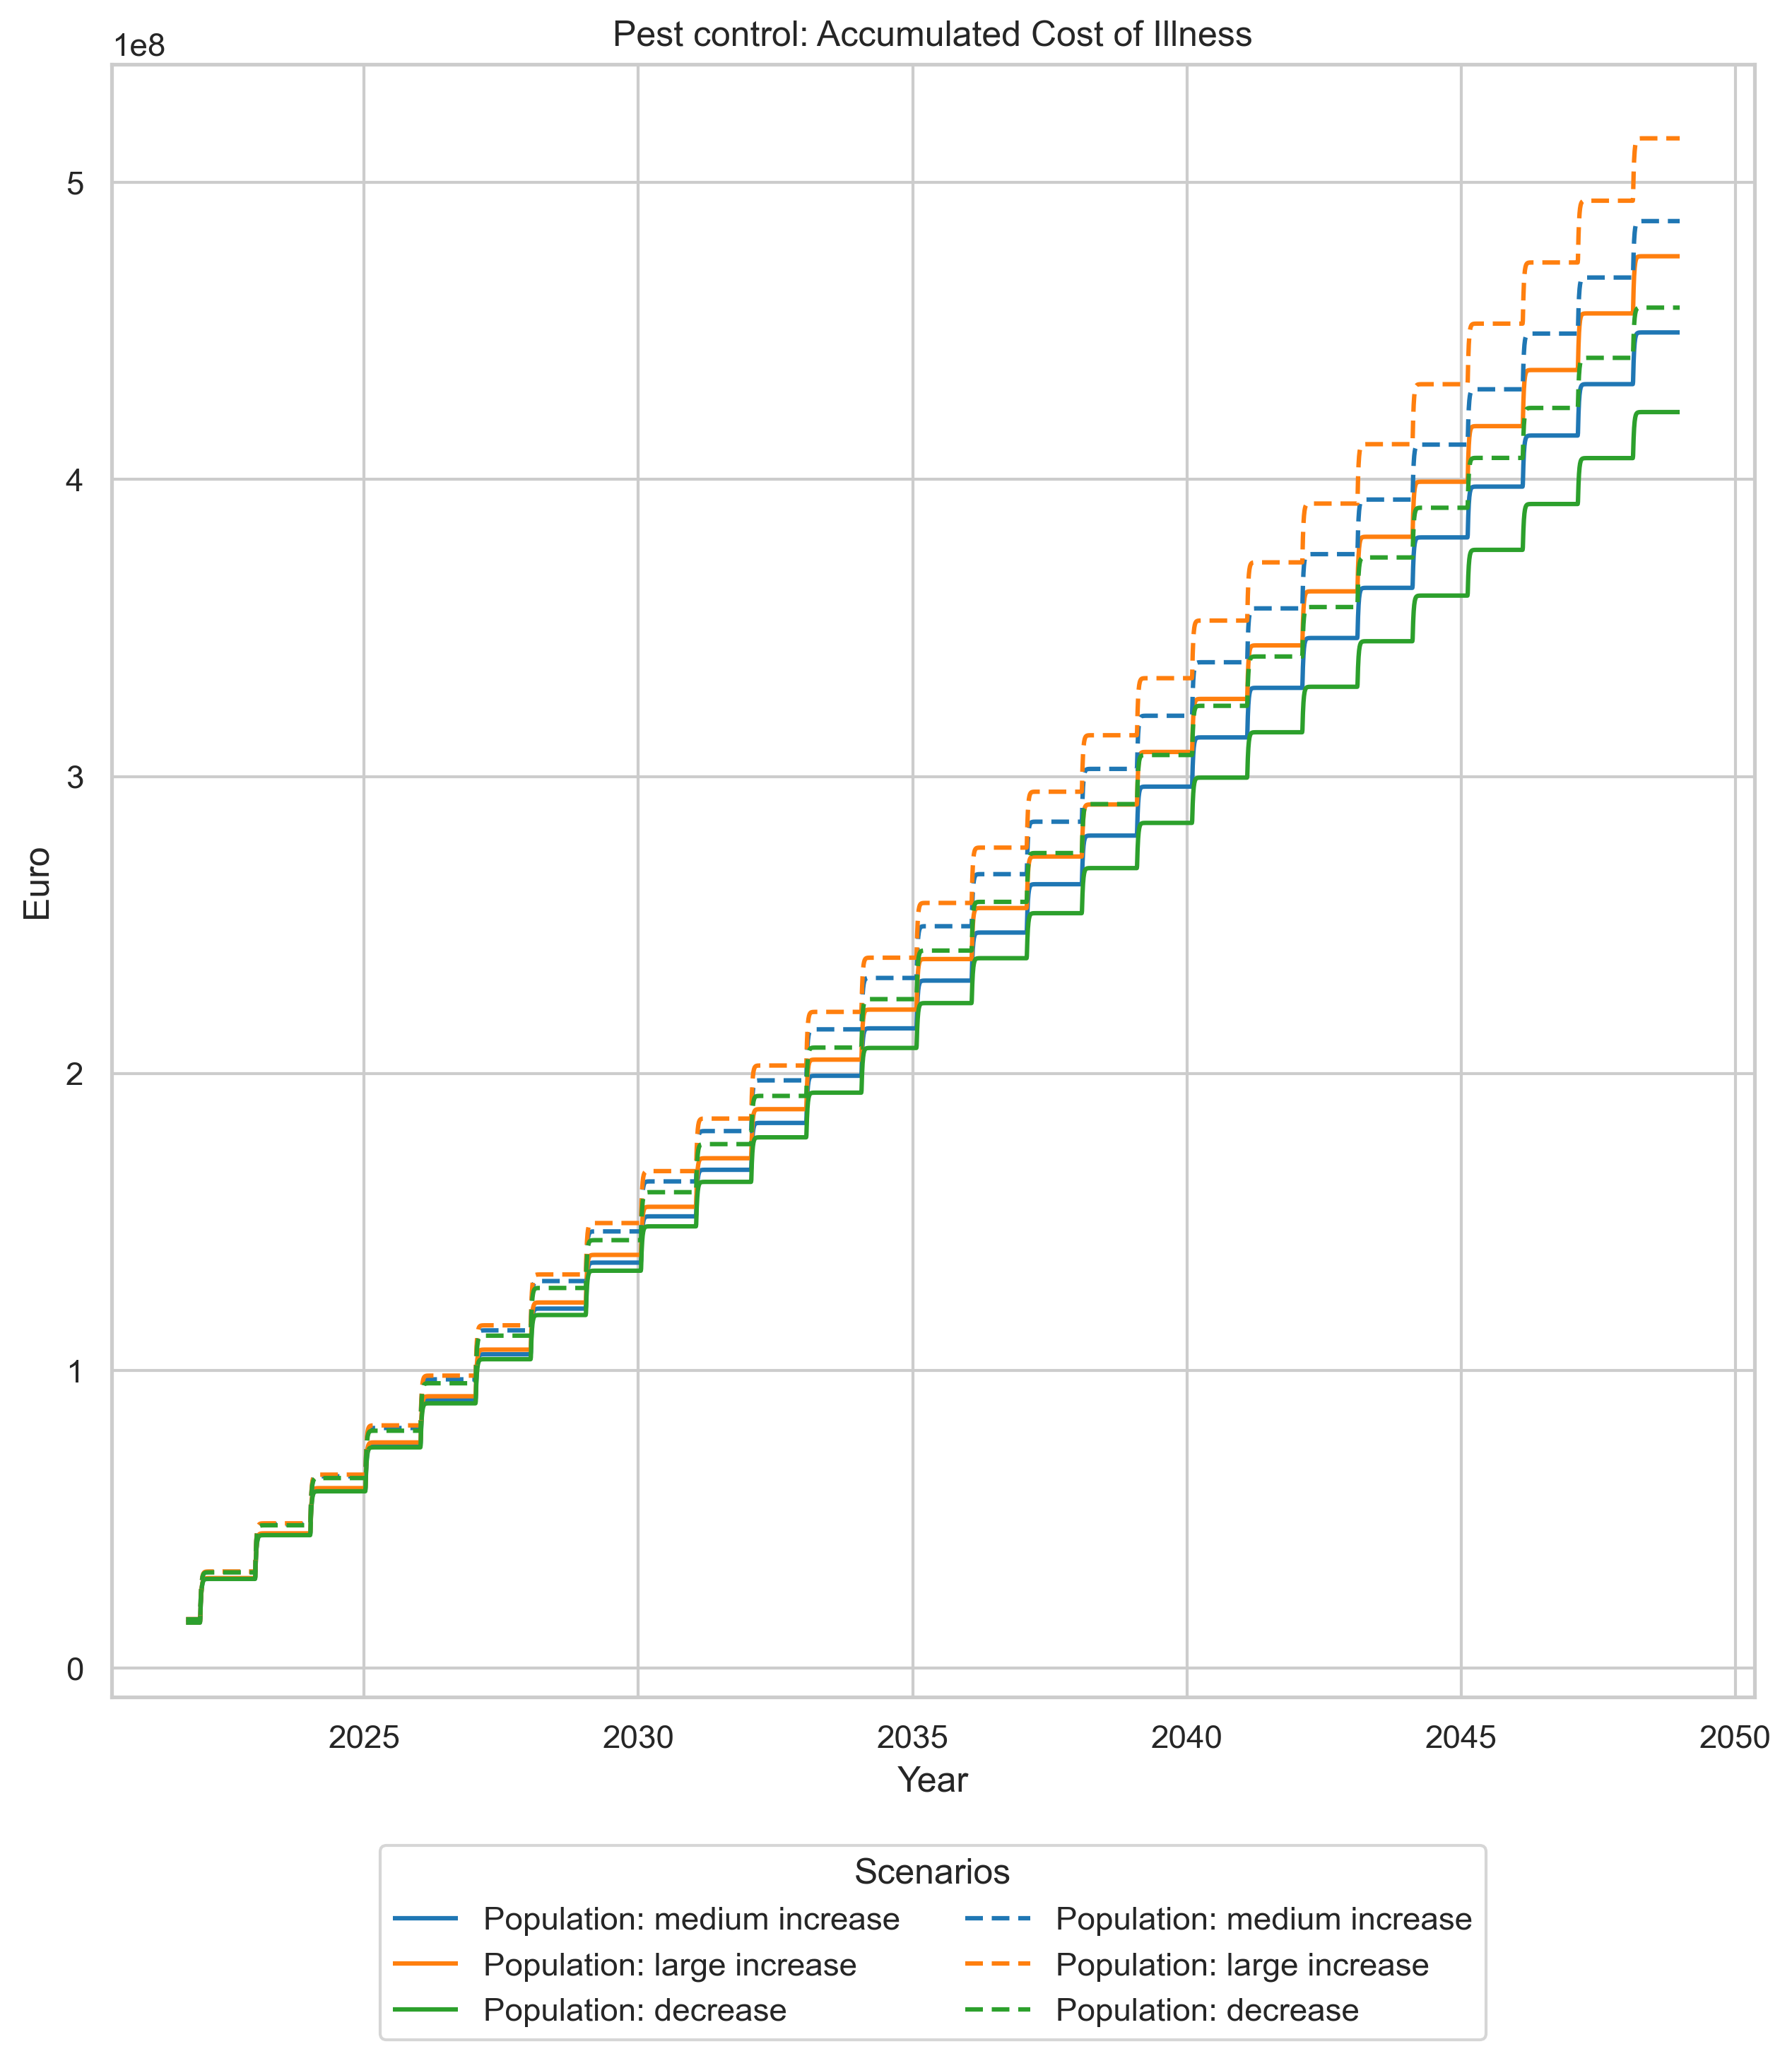 Pest control: Accumulated Cost of Illness
1e8
5
4
3
2
1
0
Euro
2025 2030 2035 2040 2045 2050
Year
Scenarios
Population: medium increase Population: medium increase
Population: large increase Population: large increase
Population: decrease Population: decrease